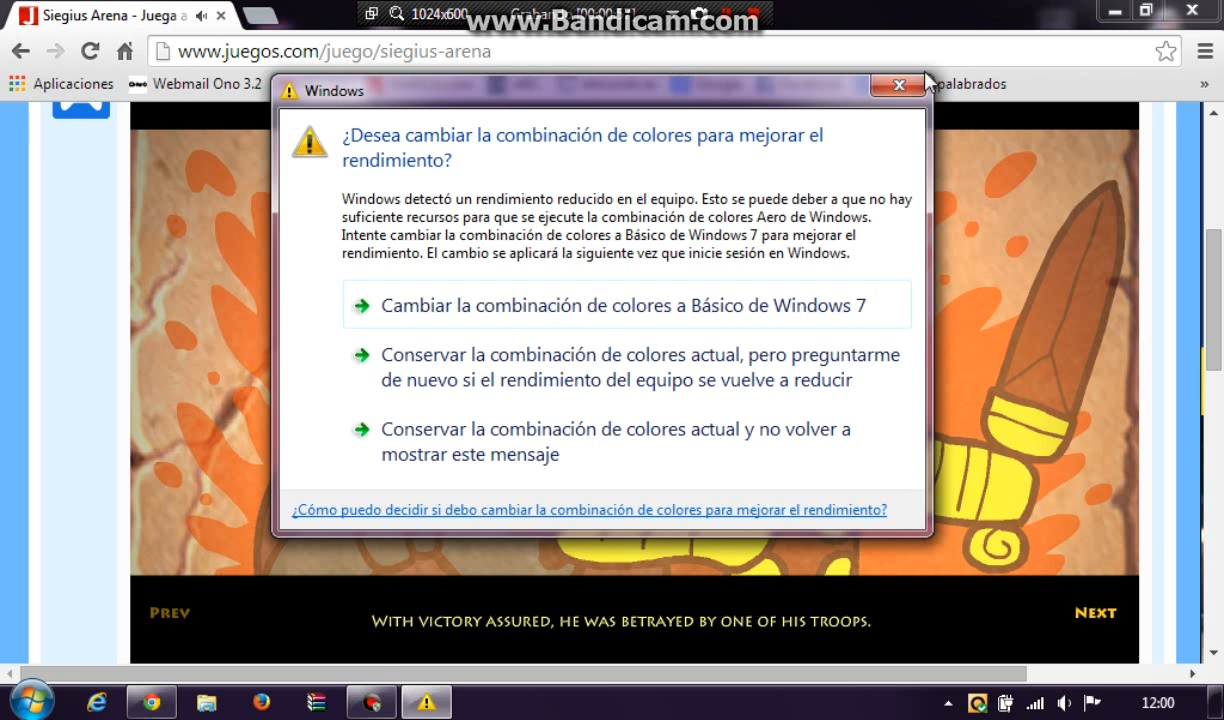 Siegius Arena - Juega a
1024x600
www.Bandicam.com
www.juegos.com/juego/siegius-arena
Aplicaciones
ono Webmail Ono 3.2
palabrados
»
Windows
¿Desea cambiar la combinación de colores para mejorar el
rendimiento?
Windows detectó un rendimiento reducido en el equipo. Esto se puede deber a que no hay
suficiente recursos para que se ejecute la combinación de colores Aero de Windows.
Intente cambiar la combinación de colores a Básico de Windows 7 para mejorar el
rendimiento. El cambio se aplicará la siguiente vez que inicie sesión en Windows.
Cambiar la combinación de colores a Básico de Windows 7
Conservar la combinación de colores actual, pero preguntarme
de nuevo si el rendimiento del equipo se vuelve a reducir
Conservar la combinación de colores actual y no volver a
mostrar este mensaje
¿Cómo puedo decidir si debo cambiar la combinación de colores para mejorar el rendimiento?
Prev
With victory assured, he was betrayed by one of his troops.
Next
12:00